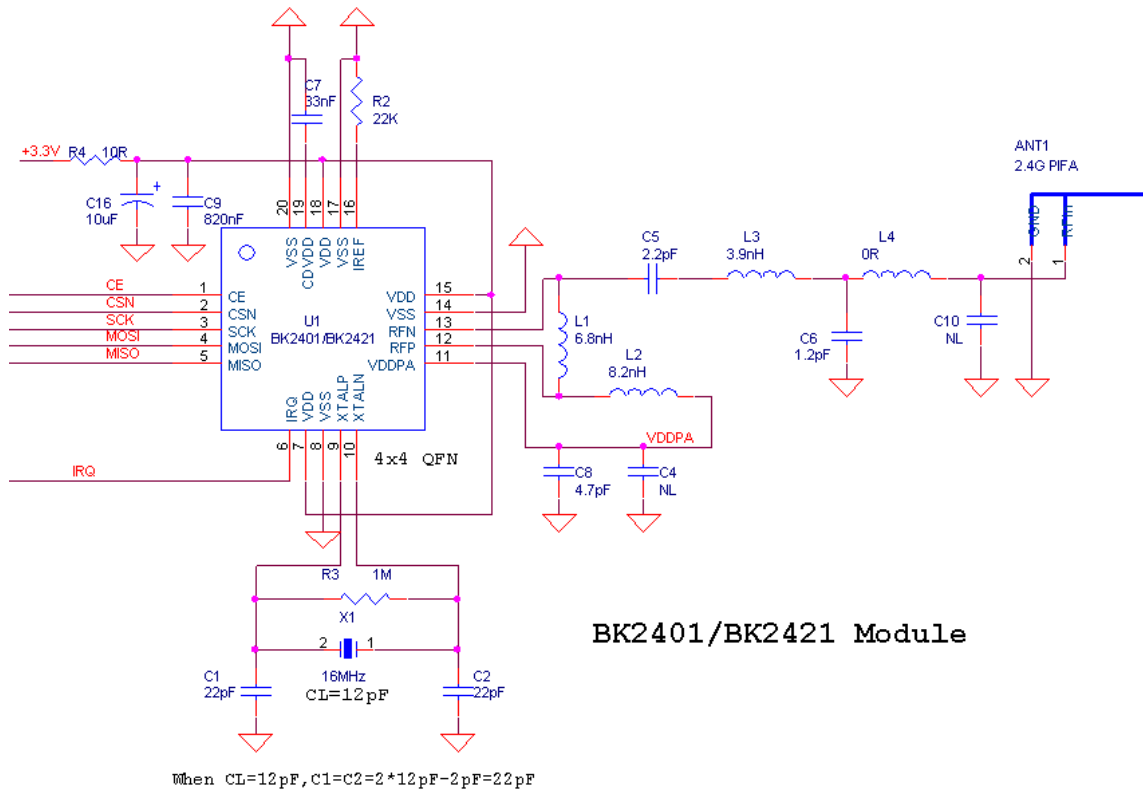 C7
33nF
R2
22K
+3.3V
R4
10R
C16
10uF
+
C9
820nF
20
19
18
17
16
VSS
CDVDD
VDD
VSS
IREF
ANT1
2.4G PIFA
GND
RFin
2
1
C5
2.2pF
L3
3.9nH
L4
0R
CE
CSN
SCK
MOSI
MISO
1
2
3
4
5
CE
CSN
SCK
MOSI
MISO
U1
BK2401/BK2421
VDD
VSS
RFN
RFP
VDDPA
15
14
13
12
11
L1
6.8nH
L2
8.2nH
C6
1.2pF
C10
NL
IRQ
VDD
VSS
XTALP
XTALN
6
7
8
9
10
4x4 QFN
VDDPA
C8
4.7pF
C4
NL
IRQ
R3
1M
X1
2
1
16MHz
CL=12pF
C1
22pF
C2
22pF
BK2401/BK2421 Module
When CL=12pF,C1=C2=2*12pF-2pF=22pF